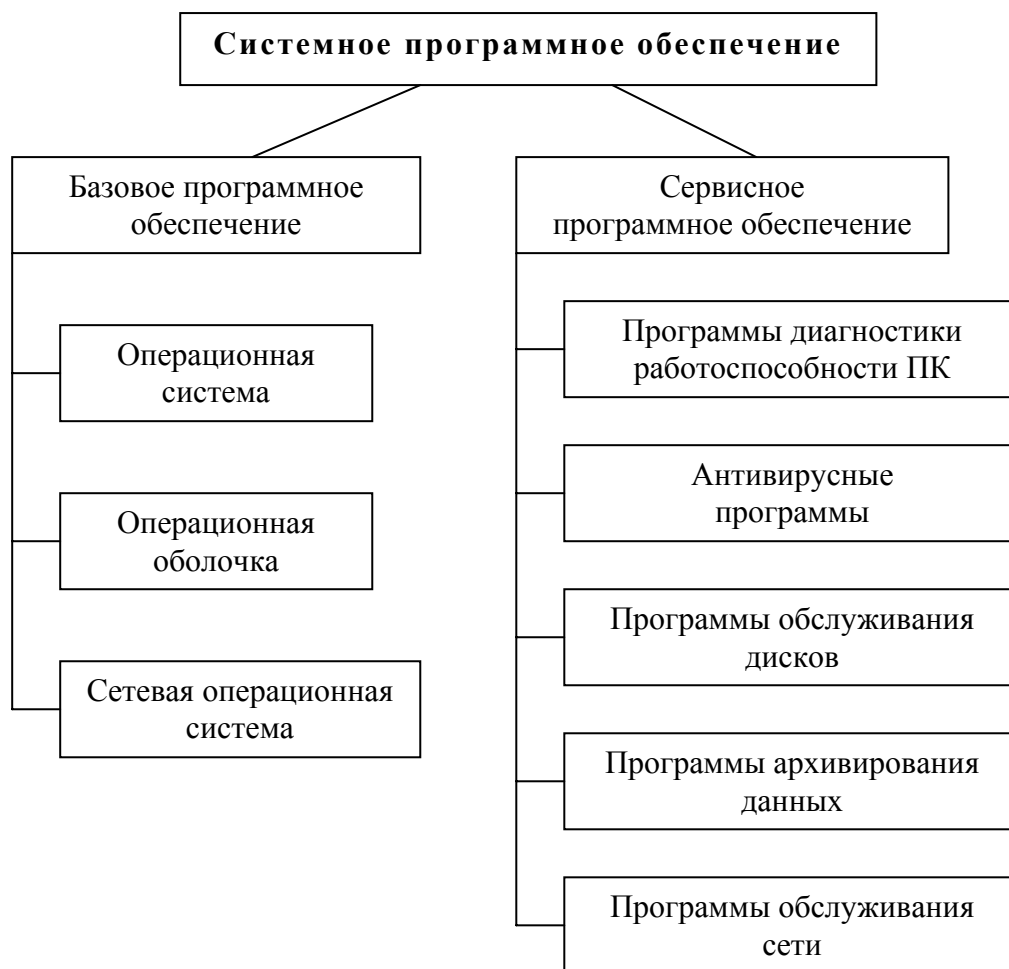 Системное программное обеспечение
Базовое программное
обеспечение
Операционная
система
Операционная
оболочка
Сетевая операционная
система
Сервисное
программное обеспечение
Программы диагностики
работоспособности ПК
Антивирусные
программы
Программы обслуживания
дисков
Программы архивирования
данных
Программы обслуживания
сети